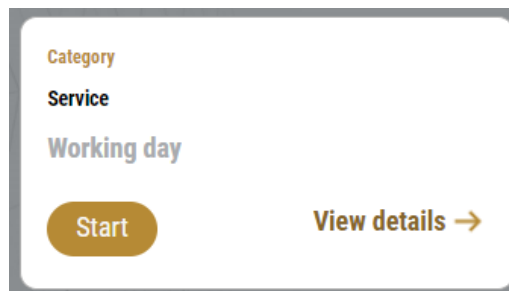 Category
Service
Working day
Start
View details